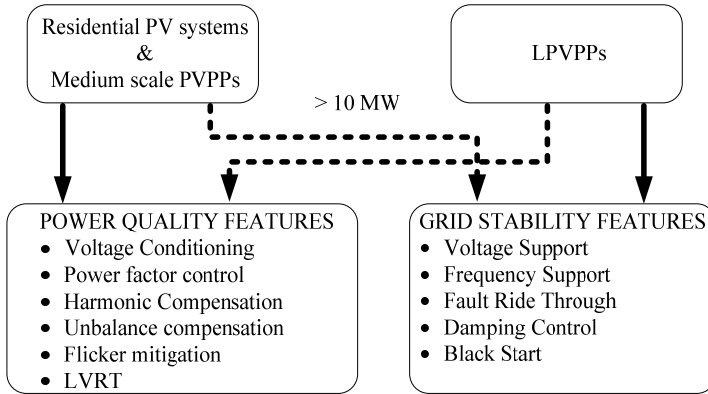 Residential PV systems
&
Medium scale PVPPs
LPVPPs
> 10 MW
POWER QUALITY FEATURES
● Voltage Conditioning
● Power factor control
● Harmonic Compensation
● Unbalance compensation
● Flicker mitigation
● LVRT
GRID STABILITY FEATURES
● Voltage Support
● Frequency Support
● Fault Ride Through
● Damping Control
● Black Start